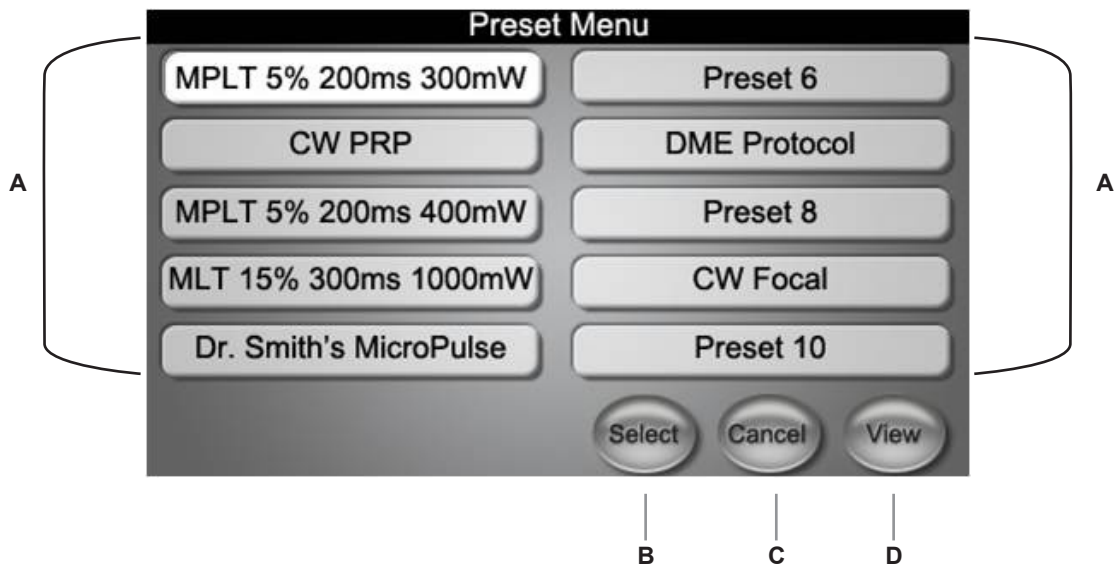 Preset Menu
MPLT 5% 200ms 300mW
Preset 6
CW PRP
DME Protocol
A
A
MPLT 5% 200ms 400mW
Preset 8
MLT 15% 300ms 1000mW
CW Focal
Dr. Smith's MicroPulse
Preset 10
Select
Cancel
View
B
C
D